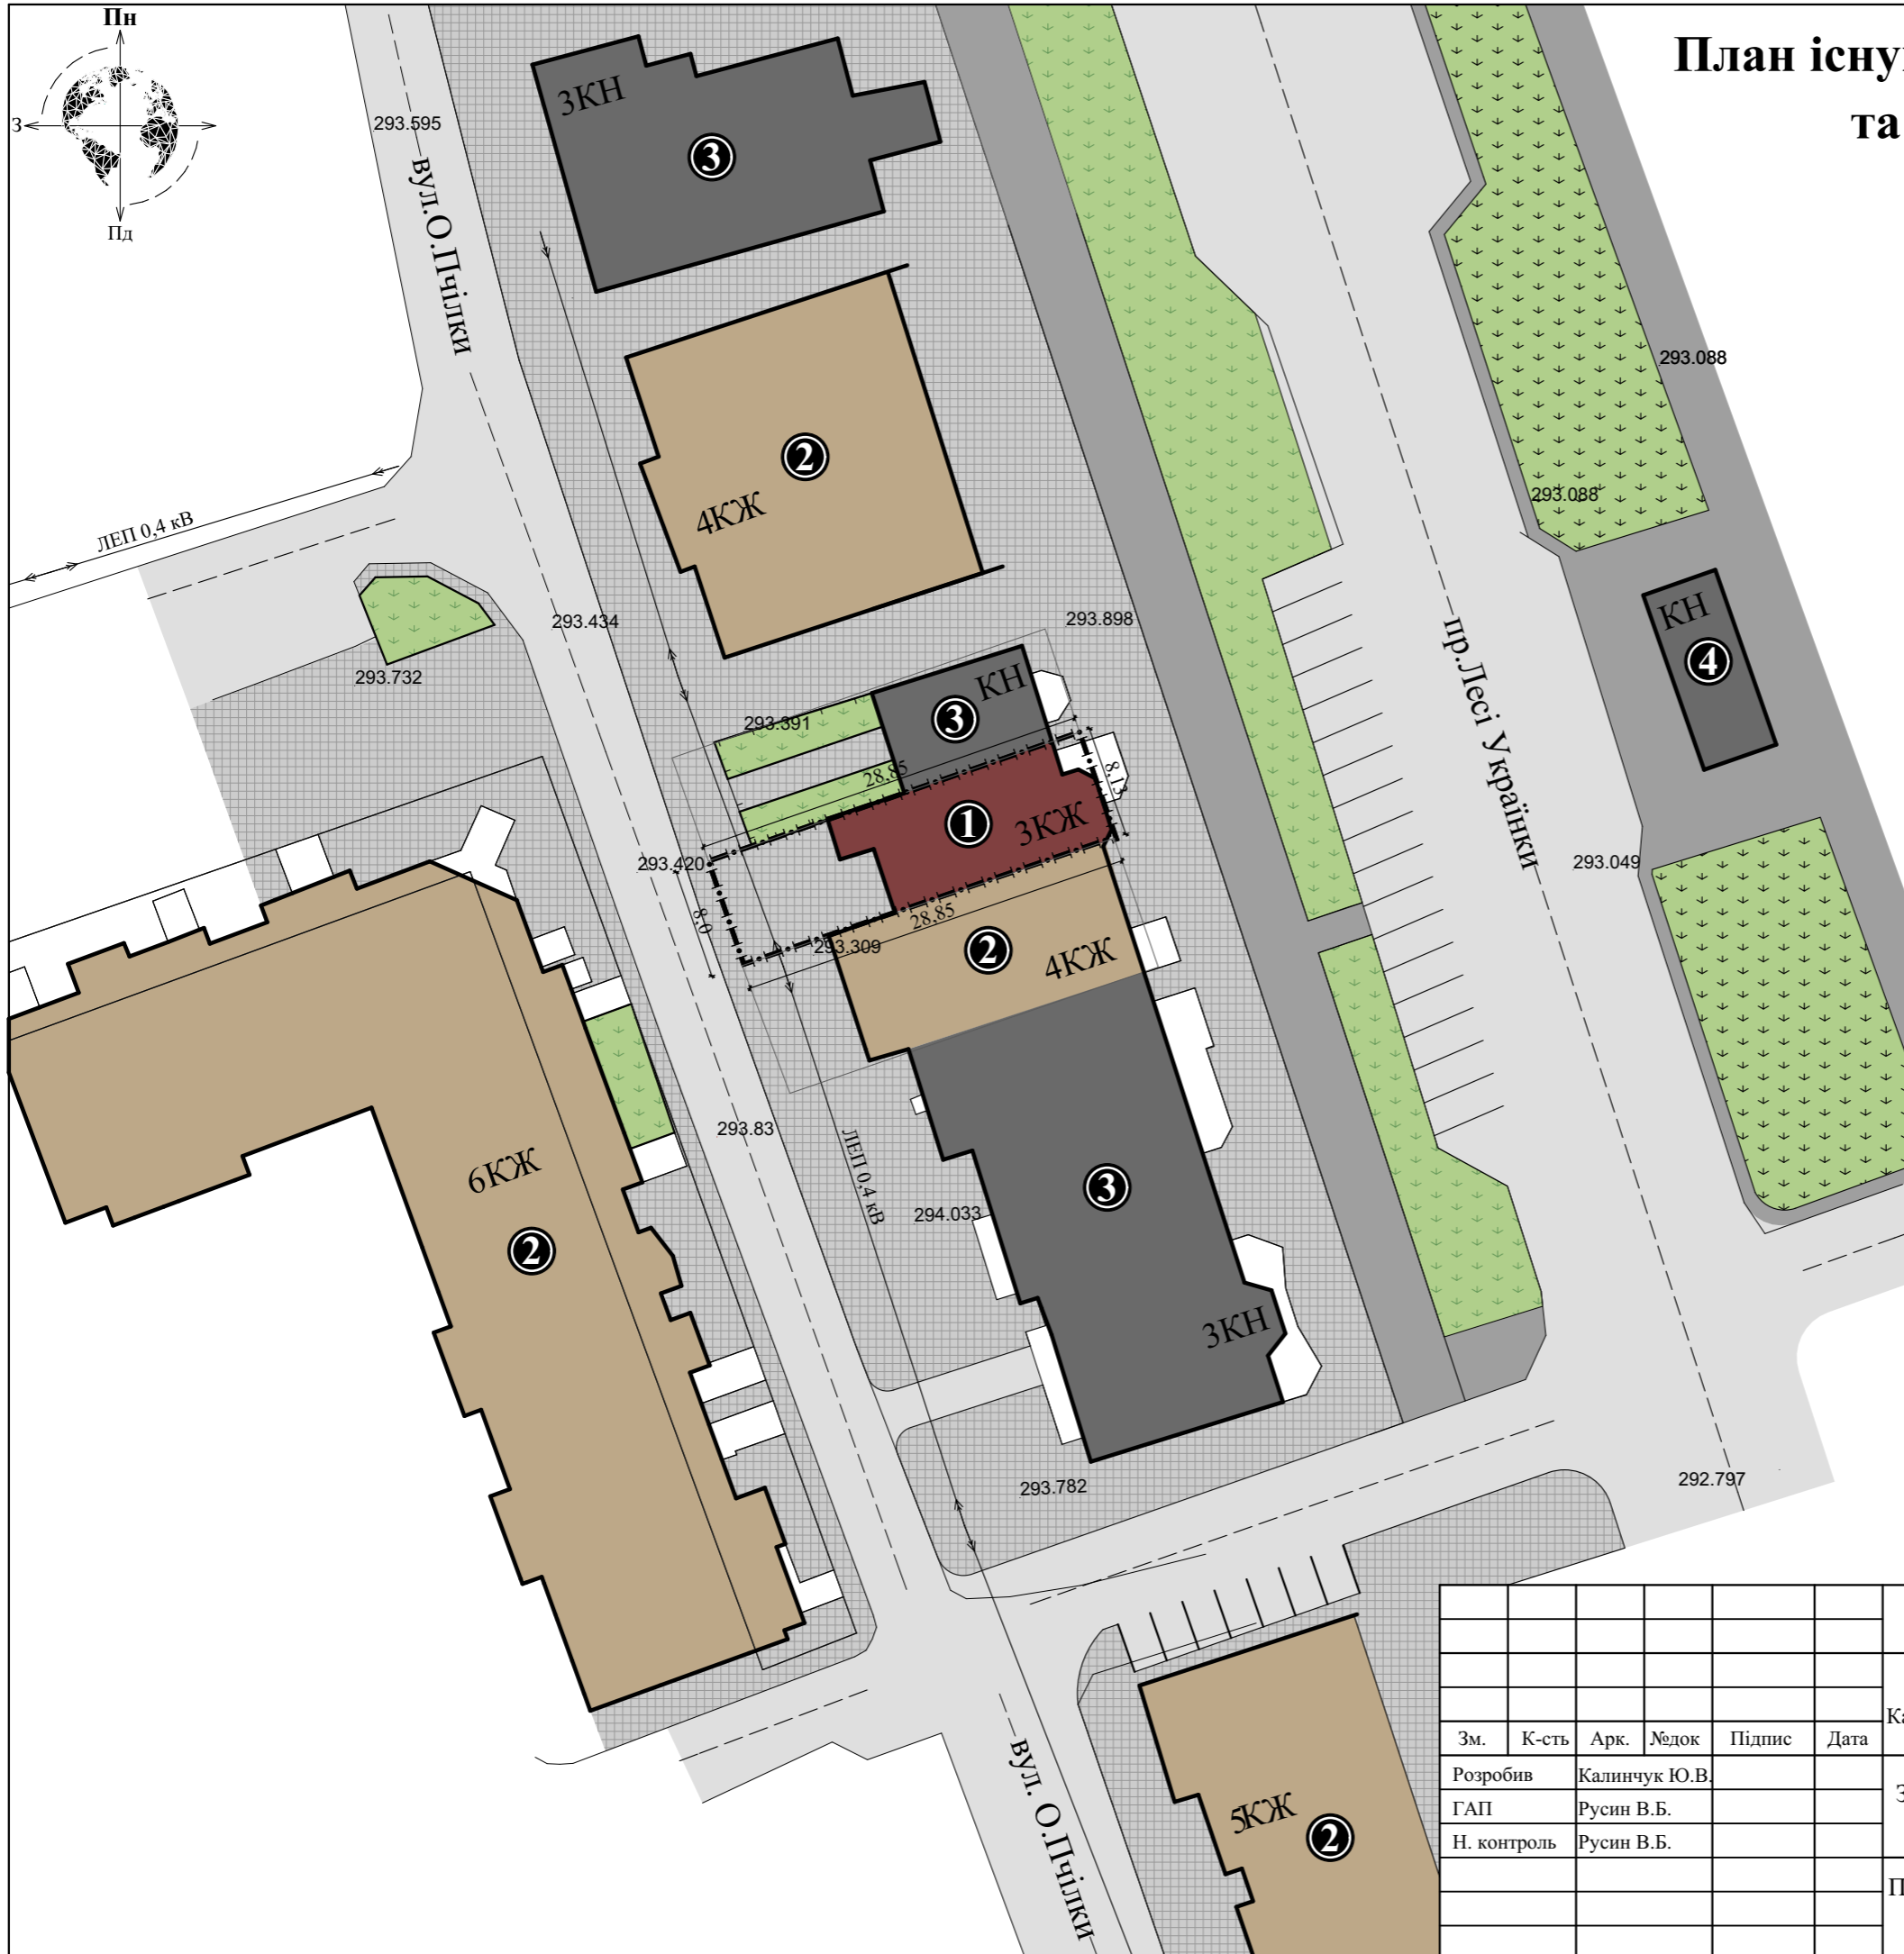 Пн
План існу
та
З
Пд
293.595
3КН
3
вул.О.Пчілки
293.088
2
4КЖ
293.088
ЛЕП 0,4 кВ
293.434
293.898
293.732
КН
4
пр.Лесі Українки
КН
3
293.391
28,85
8,13
1
3КЖ
293.420
293.049
8,0
28,85
293.309
2
4КЖ
293.83
ЛЕП 0,4 кВ
6КЖ
2
3
294.033
3КН
293.782
292.797
вул. О.Пчілки
5КЖ
2
Зм. К-сть Арк. №док Підпис Дата
Ка
Розробив Калинчук Ю.В.
З
ГАП Русин В.Б.
Н. контроль Русин В.Б.
П